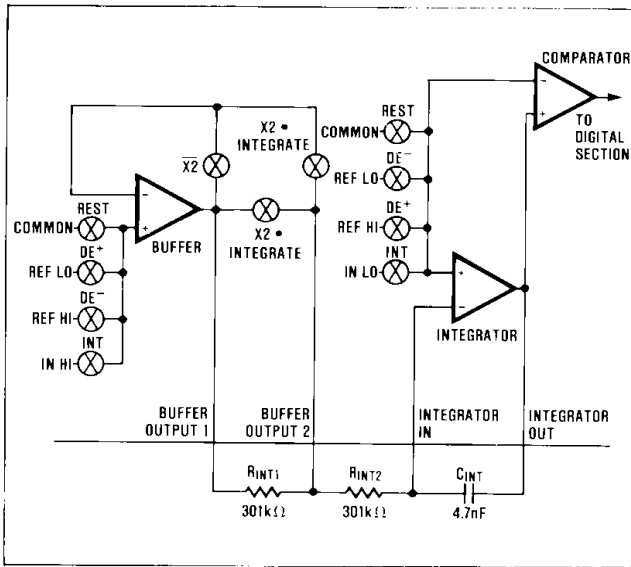 COMPARATOR
REST
X2 •
INTEGRATE
COMMON
−
+
TO
DIGITAL
SECTION
X2
DE−
REF LO
−
REST
COMMON
+
BUFFER
X2 •
INTEGRATE
DE+
REF HI
DE+
REF LO
INT
IN LO
+
−
INTEGRATOR
DE−
REF HI
INT
IN HI
BUFFER
OUTPUT 1
BUFFER
OUTPUT 2
INTEGRATOR
IN
INTEGRATOR
OUT
RINT1
301kΩ
RINT2
301kΩ
CINT
4.7nF